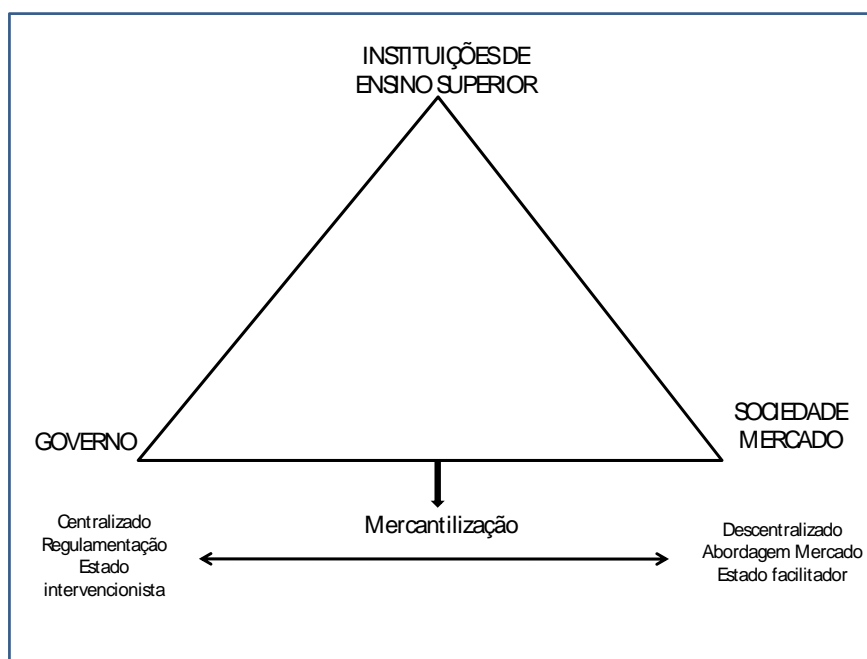 INSTITUIÇÕES DE
ENSINO SUPERIOR
GOVERNO
SOCIEDADE
MERCADO
Centralizado
Regulamentação
Estado
intervencionista
Mercantilização
Descentralizado
Abordagem Mercado
Estado facilitador